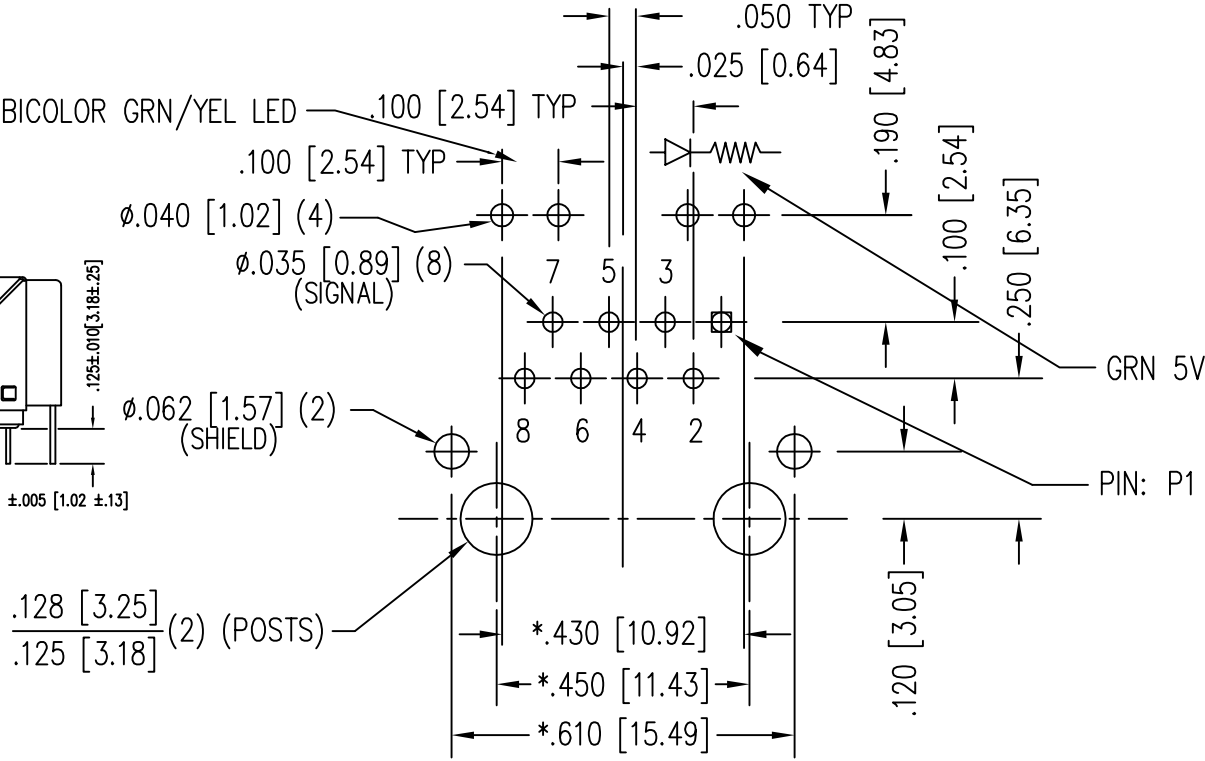 .050 TYP
.025 [0.64]
.190 [4.83]
BICOLOR GRN/YEL LED
.100 [2.54] TYP
.100 [2.54] TYP
.100 [2.54]
ø.040 [1.02] (4)
.250 [6.35]
ø.035 [0.89] (8)
(SIGNAL)
7 5 3
.125±.010[3.18±.25]
GRN 5V
ø.062 [1.57] (2)
(SHIELD)
8 6 4 2
PIN: P1
±.005 [1.02 ±.13]
.128 [3.25]
.125 [3.18]
(2) (POSTS)
.120 [3.05]
*.430 [10.92]
*.450 [11.43]
*.610 [15.49]